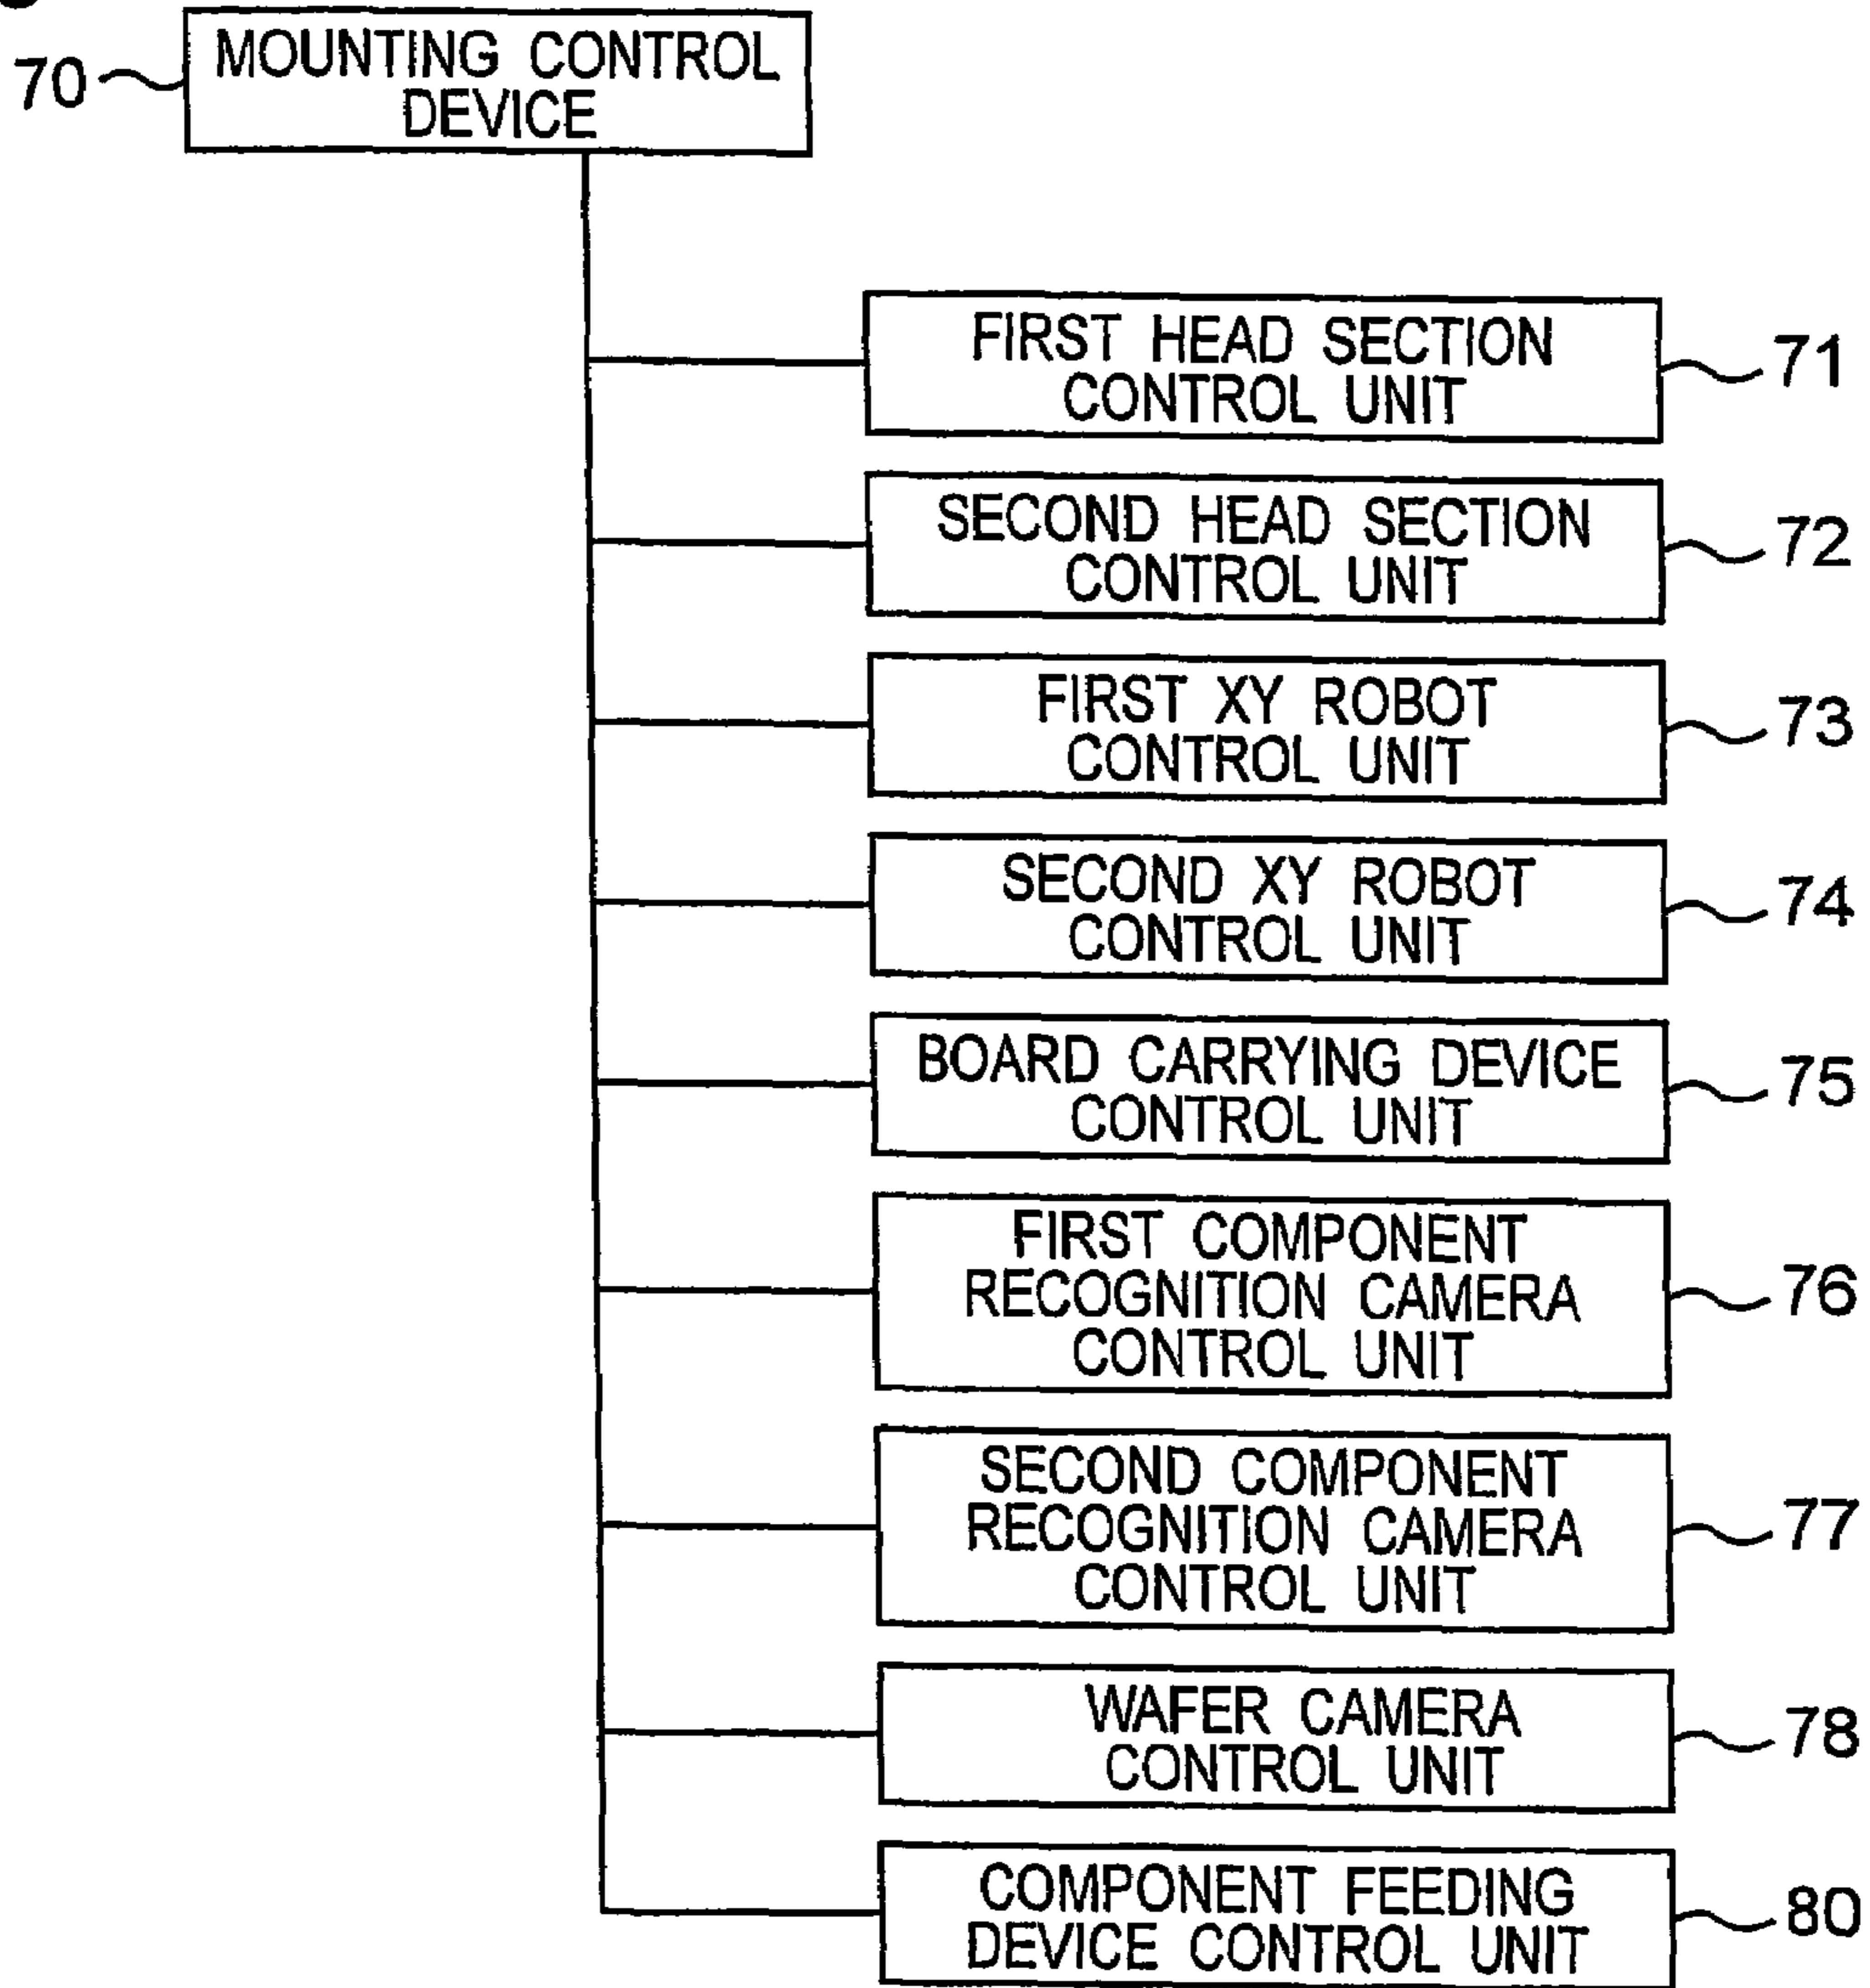 70
MOUNTING CONTROL
DEVICE
FIRST HEAD SECTION
CONTROL UNIT
71
SECOND HEAD SECTION
CONTROL UNIT
72
FIRST XY ROBOT
CONTROL UNIT
73
SECOND XY ROBOT
CONTROL UNIT
74
BOARD CARRYING DEVICE
CONTROL UNIT
75
FIRST COMPONENT
RECOGNITION CAMERA
CONTROL UNIT
76
SECOND COMPONENT
RECOGNITION CAMERA
CONTROL UNIT
77
WAFER CAMERA
CONTROL UNIT
78
COMPONENT FEEDING
DEVICE CONTROL UNIT
80